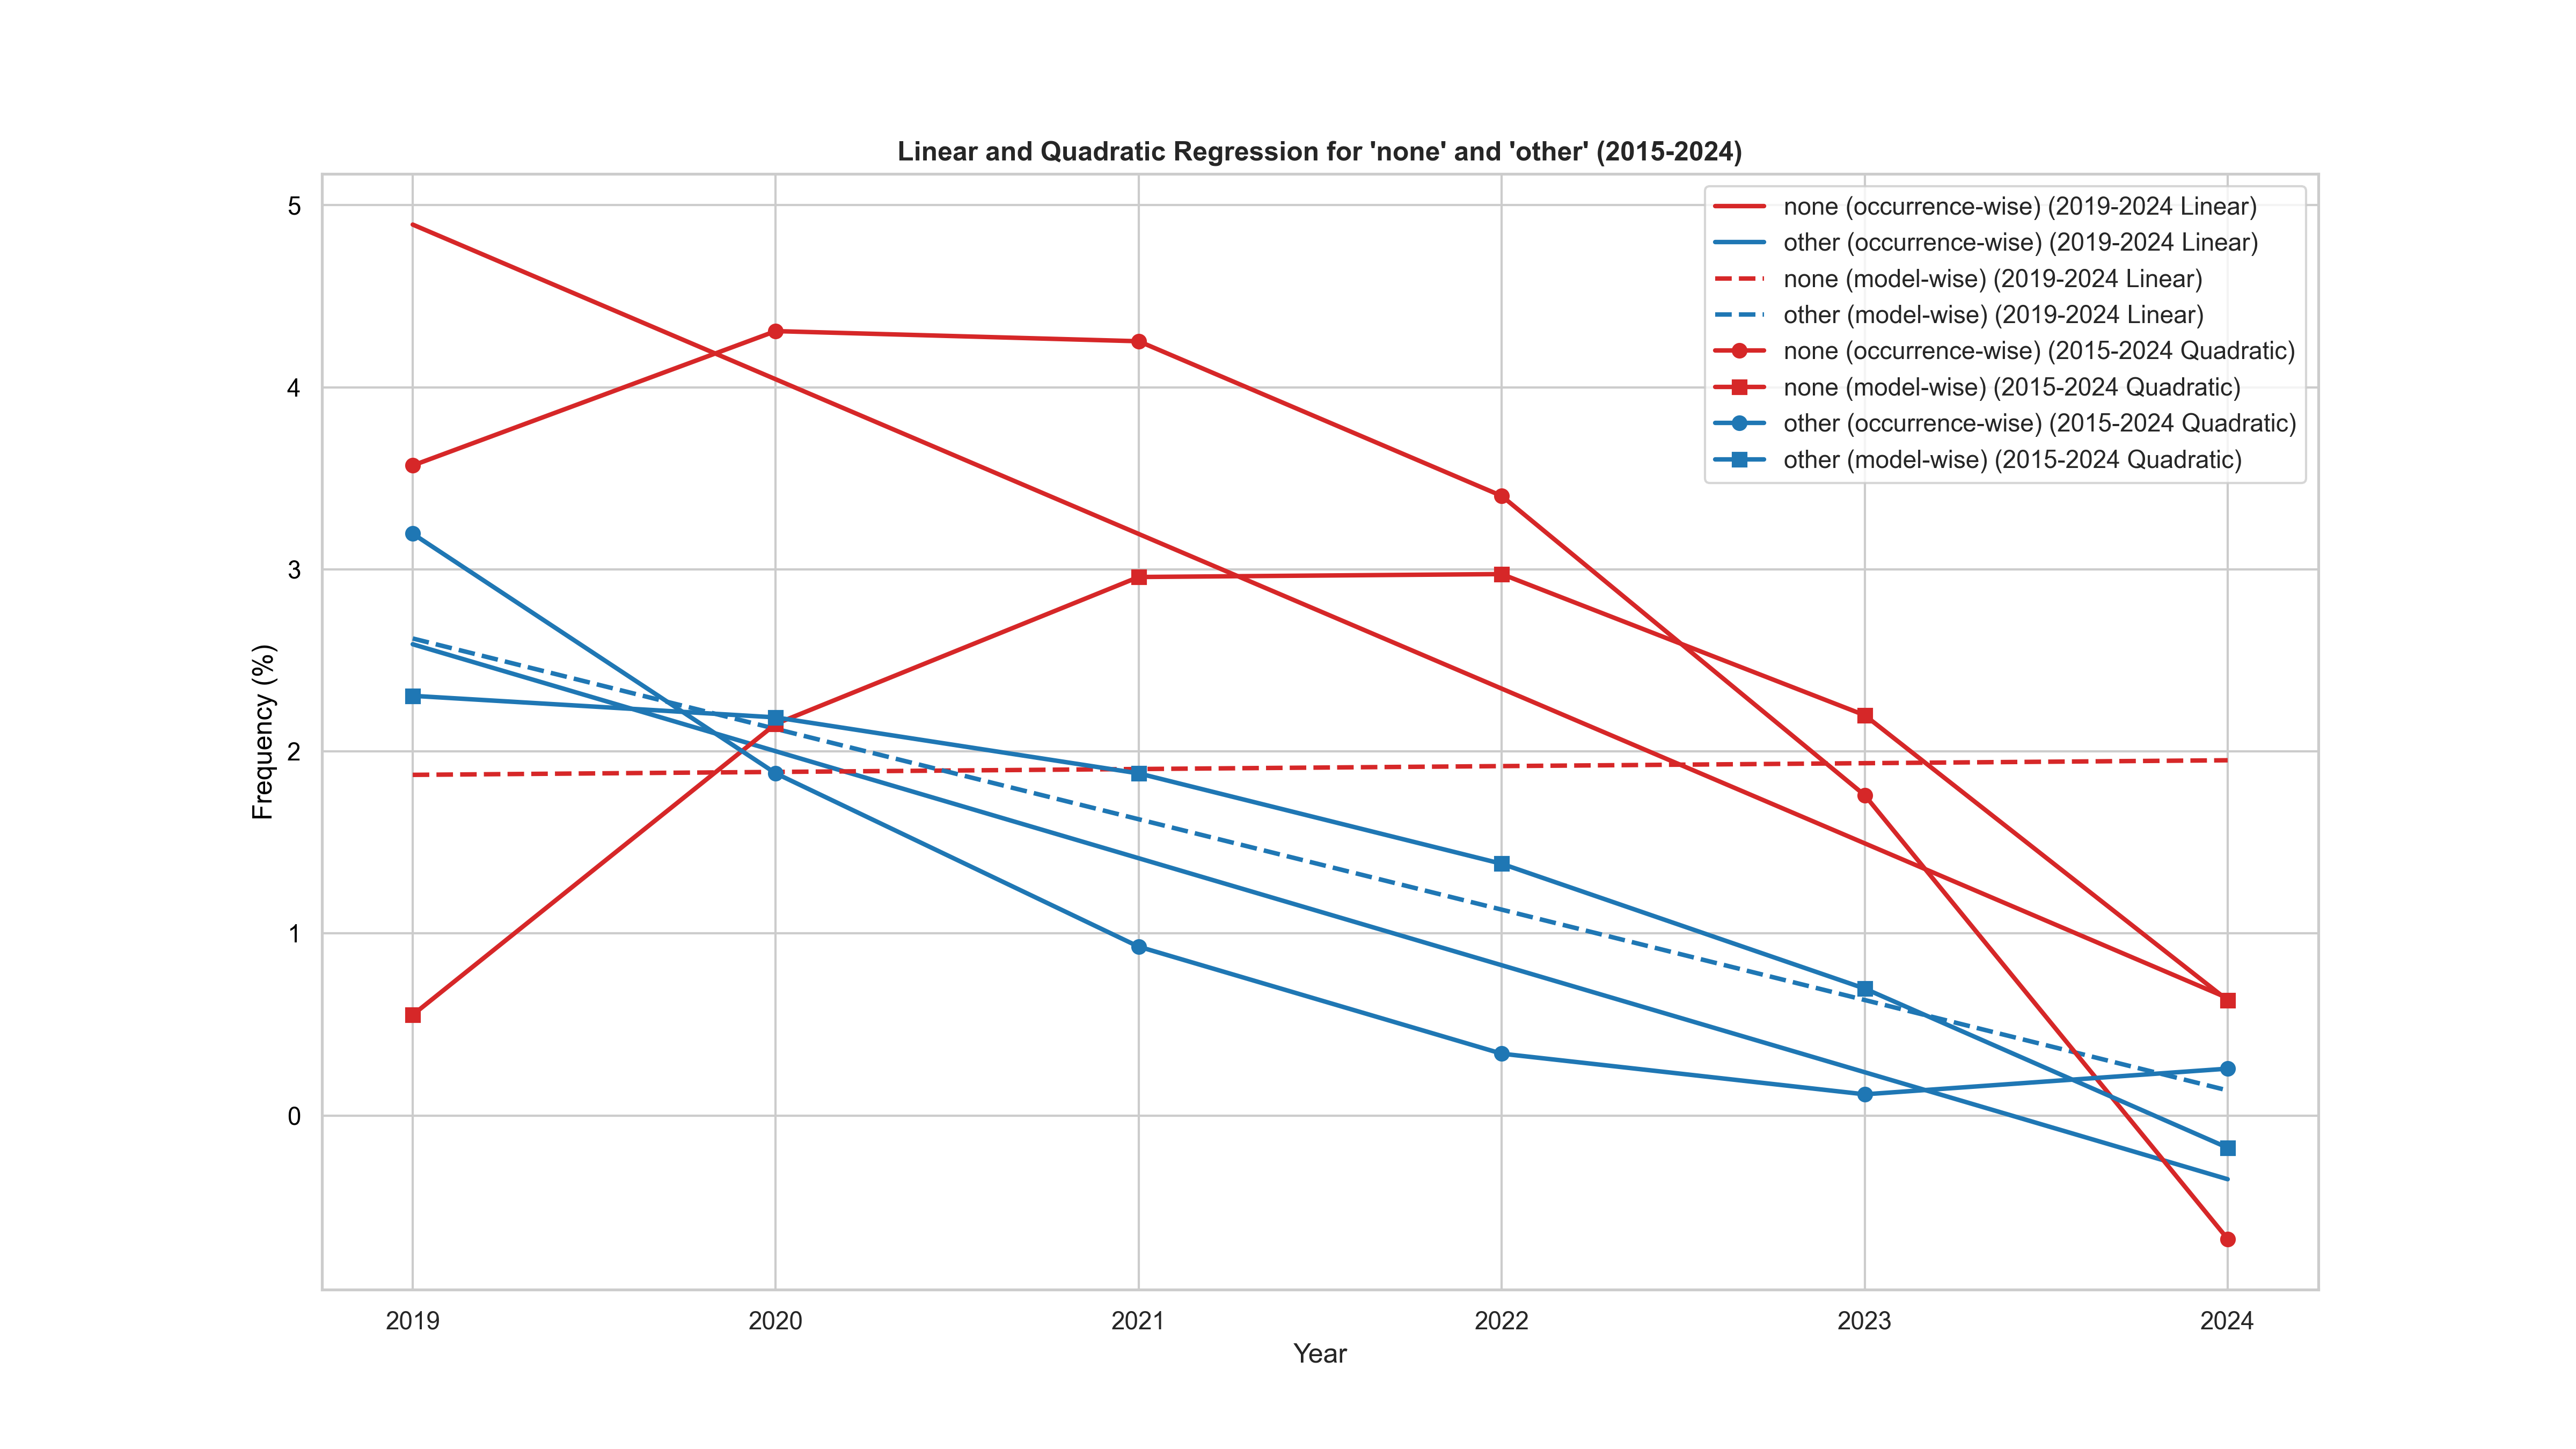 Linear and Quadratic Regression for 'none' and 'other' (2015-2024)
none (occurrence-wise) (2019-2024 Linear)
other (occurrence-wise) (2019-2024 Linear)
none (model-wise) (2019-2024 Linear)
other (model-wise) (2019-2024 Linear)
none (occurrence-wise) (2015-2024 Quadratic)
none (model-wise) (2015-2024 Quadratic)
other (occurrence-wise) (2015-2024 Quadratic)
other (model-wise) (2015-2024 Quadratic)
Frequency (%)
5
4
3
2
1
0
2019 2020 2021 2022 2023 2024
Year